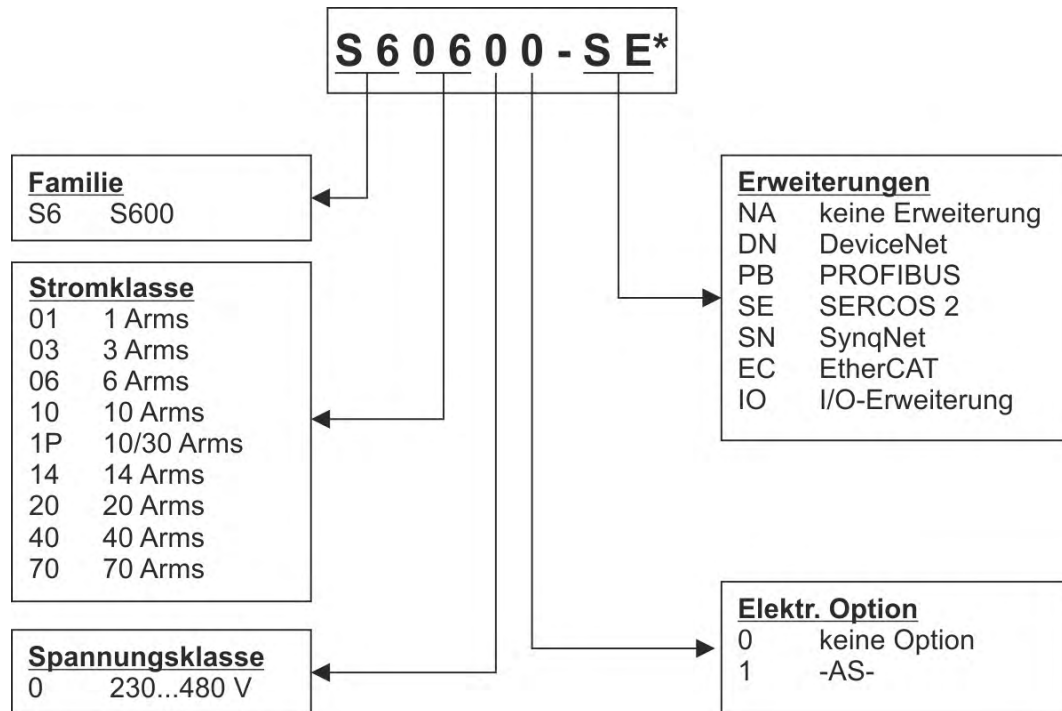 S60600-SE*
Familie
S6 S600
Stromklasse
01 1 Arms
03 3 Arms
06 6 Arms
10 10 Arms
1P 10/30 Arms
14 14 Arms
20 20 Arms
40 40 Arms
70 70 Arms
Spannungsklasse
0 230...480 V
Erweiterungen
NA keine Erweiterung
DN DeviceNet
PB PROFIBUS
SE SERCOS 2
SN SynqNet
EC EtherCAT
IO I/O-Erweiterung
Elektr. Option
0 keine Option
1 -AS-